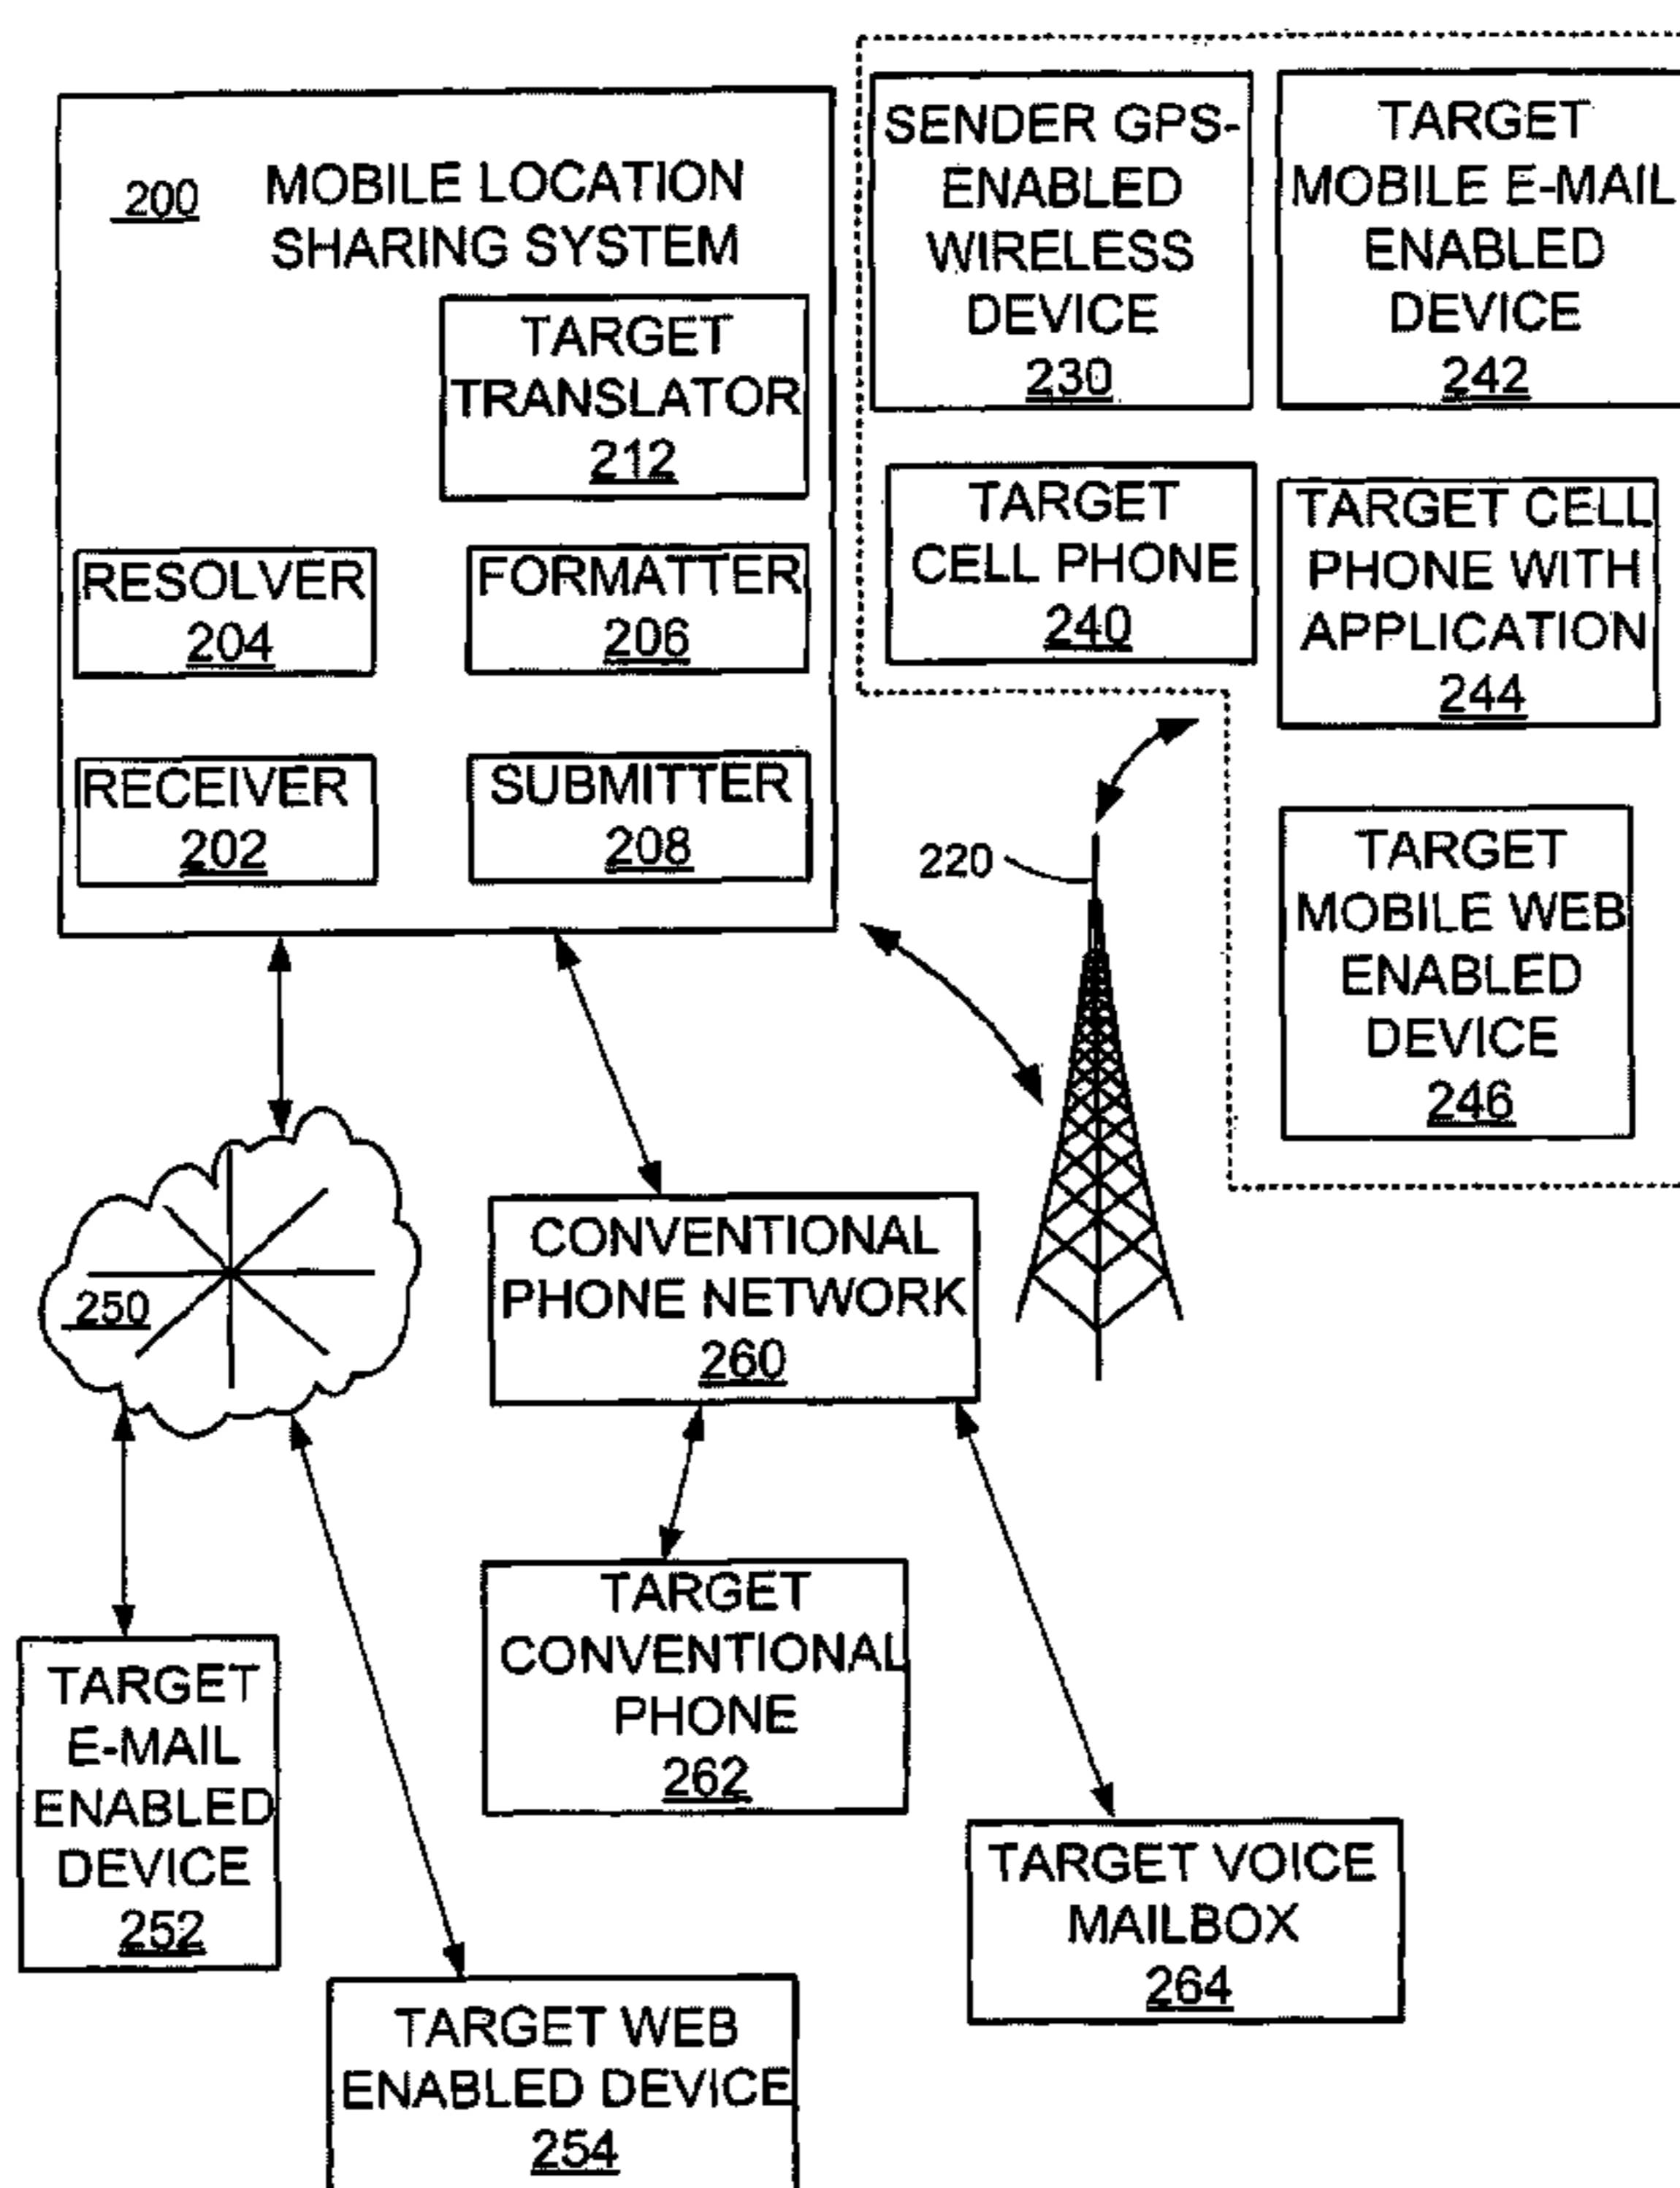 200
MOBILE LOCATION
SHARING SYSTEM
TARGET
TRANSLATOR
212
RESOLVER
204
FORMATTER
206
RECEIVER
202
SUBMITTER
208
SENDER GPS-
ENABLED
WIRELESS
DEVICE
230
TARGET
MOBILE E-MAIL
ENABLED
DEVICE
242
TARGET
CELL PHONE
240
TARGET CELL
PHONE WITH
APPLICATION
244
220
TARGET
MOBILE WEB
ENABLED
DEVICE
246
250
CONVENTIONAL
PHONE NETWORK
260
TARGET
CONVENTIONAL
PHONE
262
TARGET
E-MAIL
ENABLED
DEVICE
252
TARGET VOICE
MAILBOX
264
TARGET WEB
ENABLED DEVICE
254